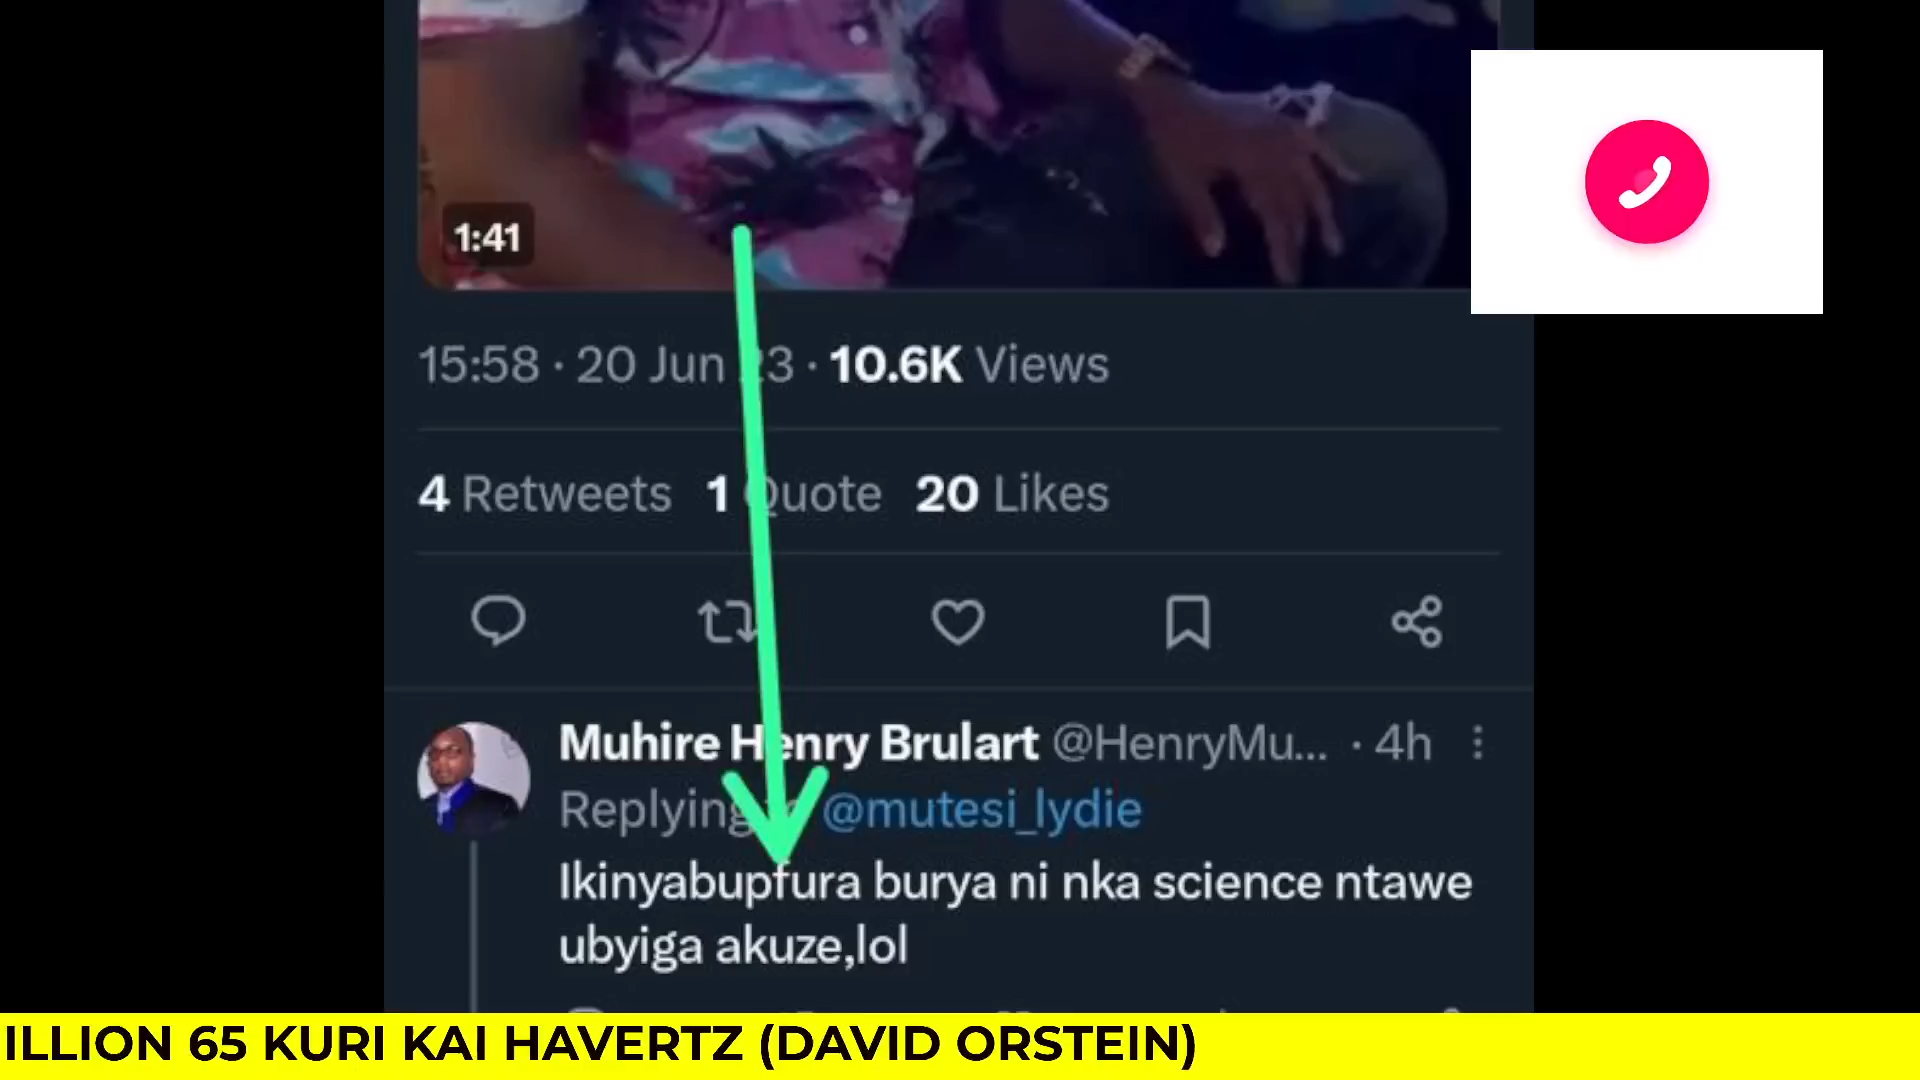 1:41
15:58 · 20 Jun 23 · 10.6K Views
4 Retweets 1 Quote 20 Likes
Muhire Henry Brulart @HenryMu... · 4h
Replying to @mutesi_lydie
Ikinyabupfura burya ni nka science ntawe
ubyiga akuze,lol
ILLION 65 KURI KAI HAVERTZ (DAVID ORSTEIN)